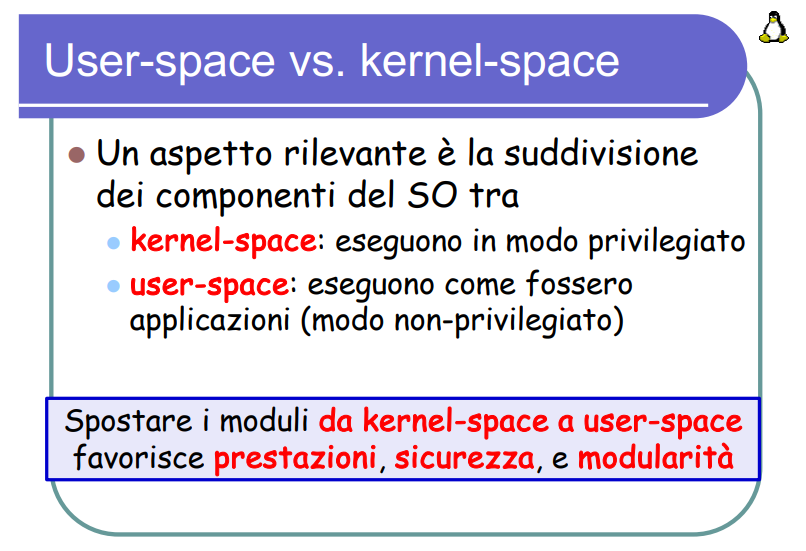 User-space vs. kernel-space
Un aspetto rilevante è la suddivisione
dei componenti del SO tra
kernel-space: eseguono in modo privilegiato
user-space: eseguono come fossero
applicazioni (modo non-privilegiato)
Spostare i moduli da kernel-space a user-space
favorisce prestazioni, sicurezza, e modularità